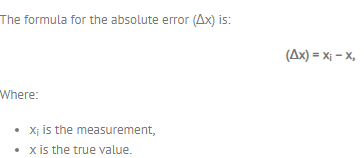 The formula for the absolute error (Δx) is:
(Δx) = xᵢ – x,
Where:
• xᵢ is the measurement,
• x is the true value.